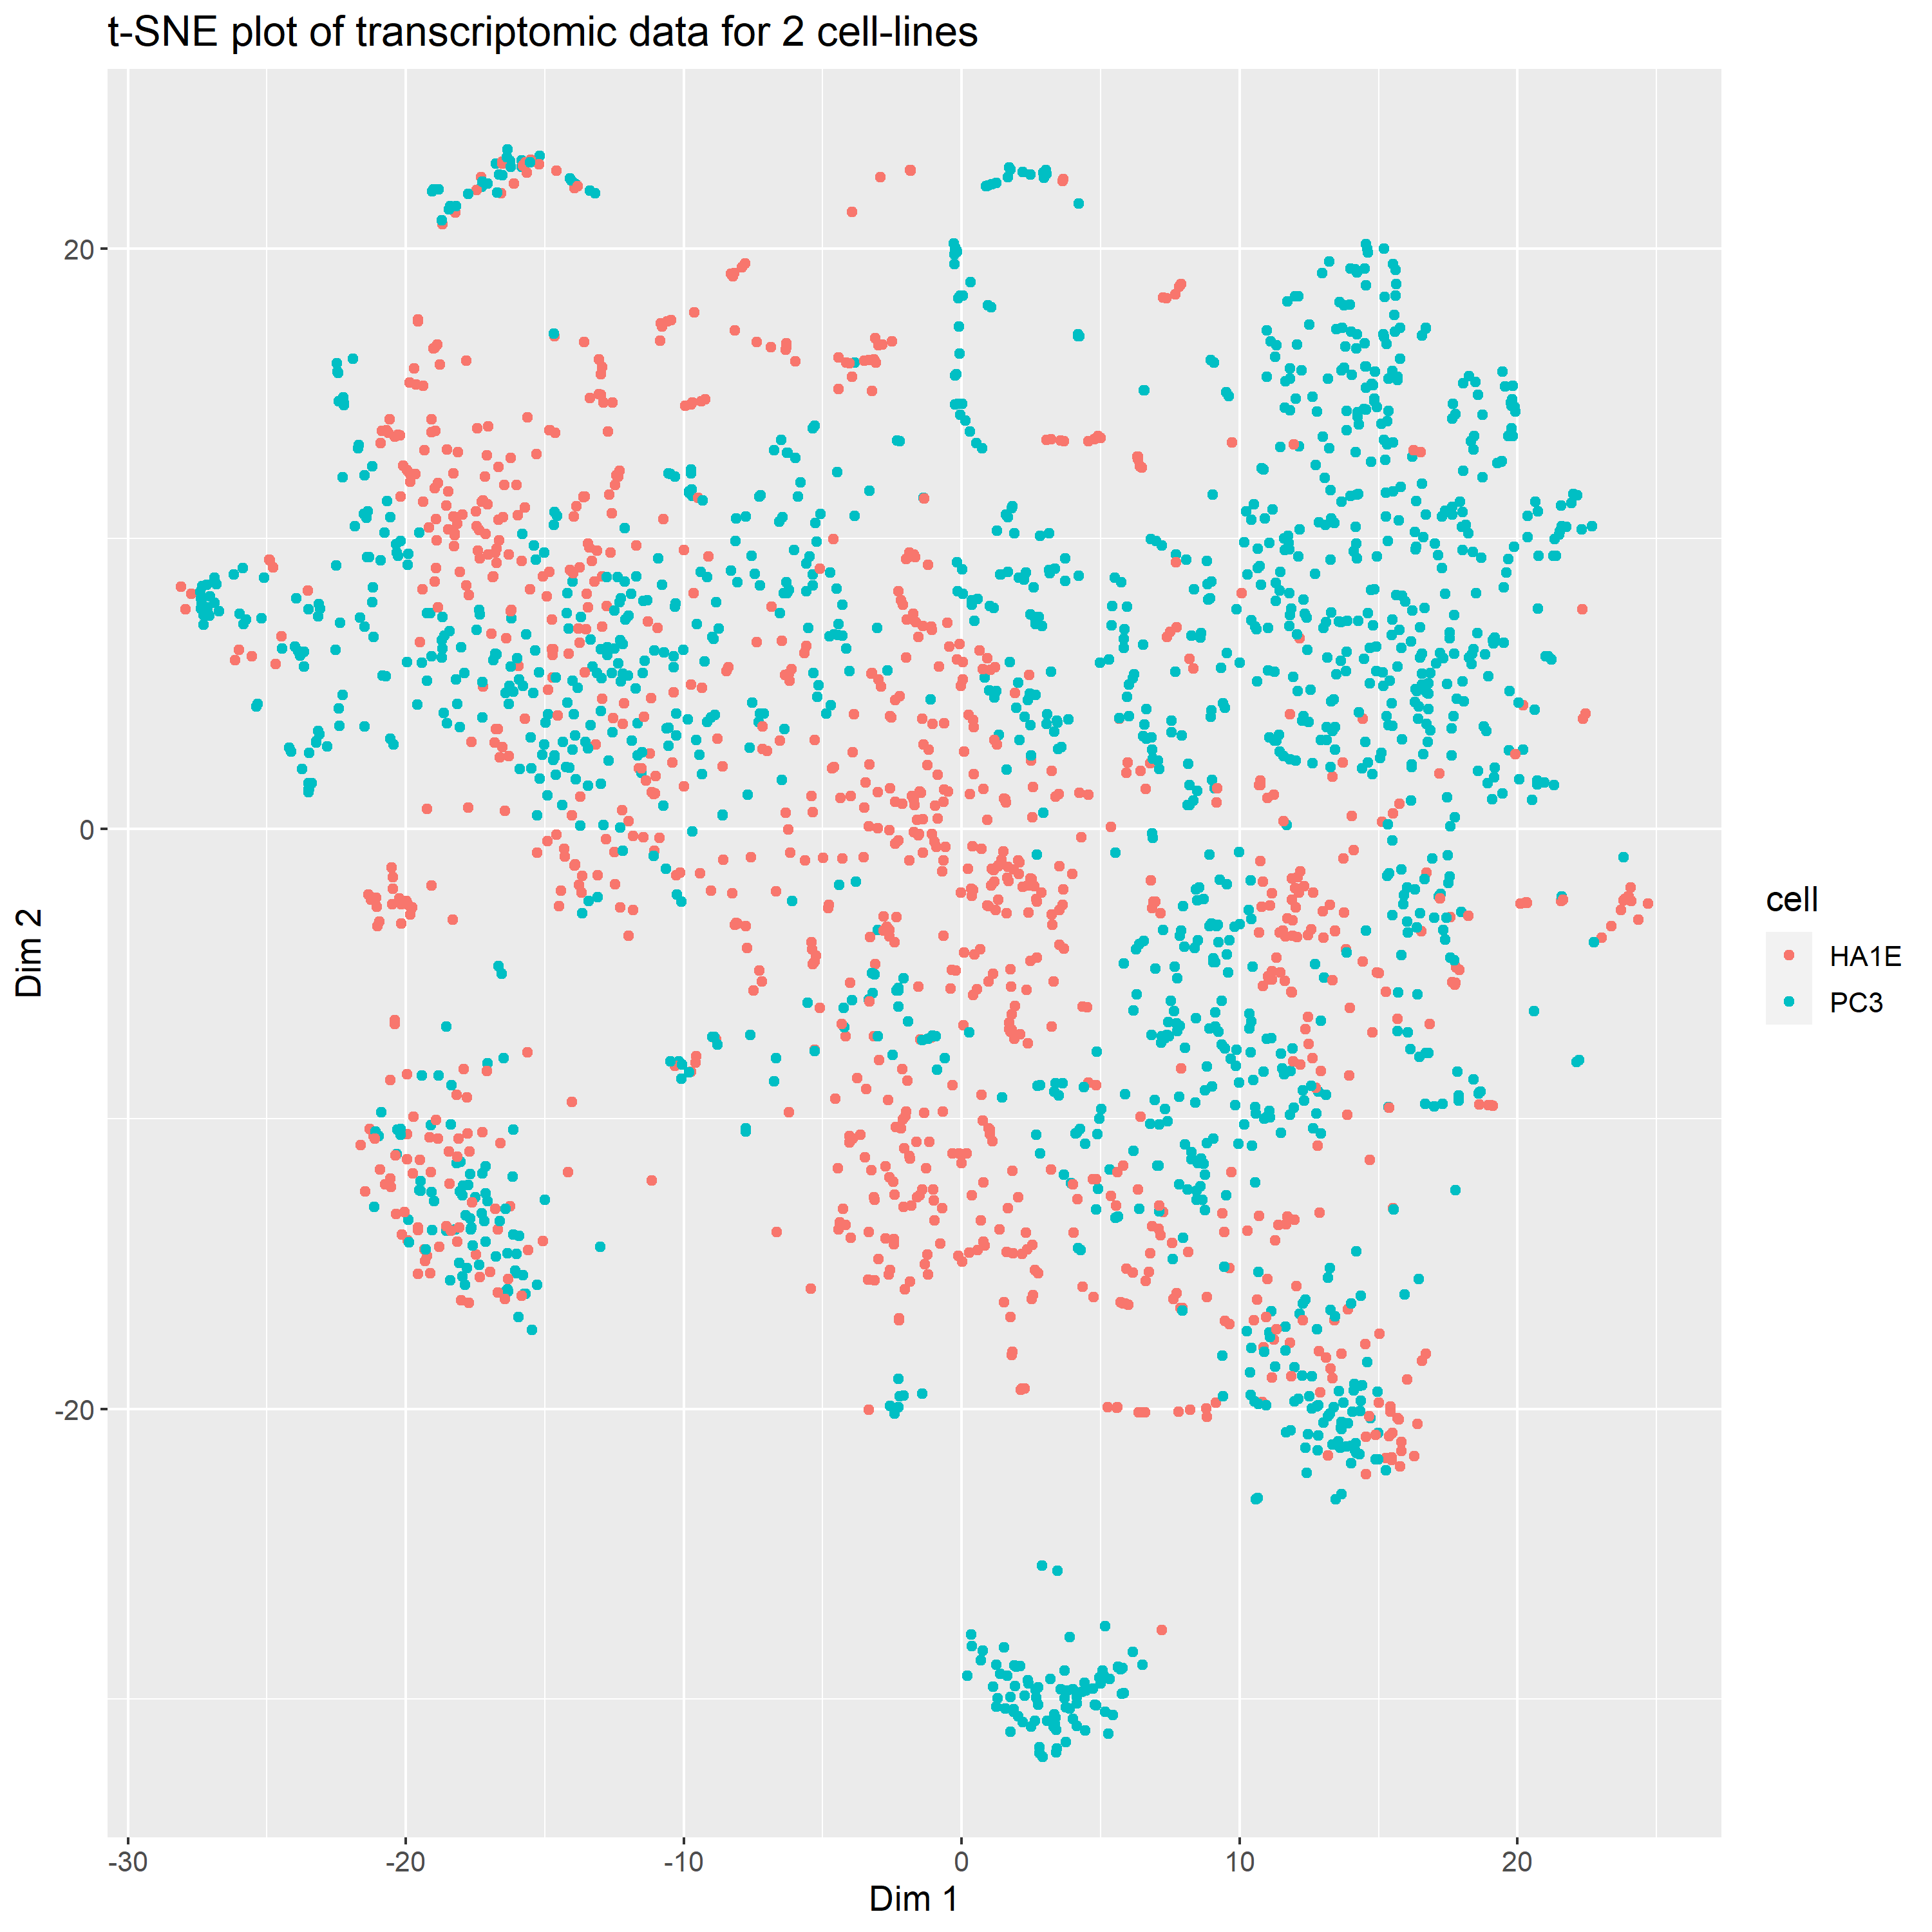 t-SNE plot of transcriptomic data for 2 cell-lines
20
0
-20
Dim 2
-30
-20
-10
0
10
20
Dim 1
cell
HA1E
PC3